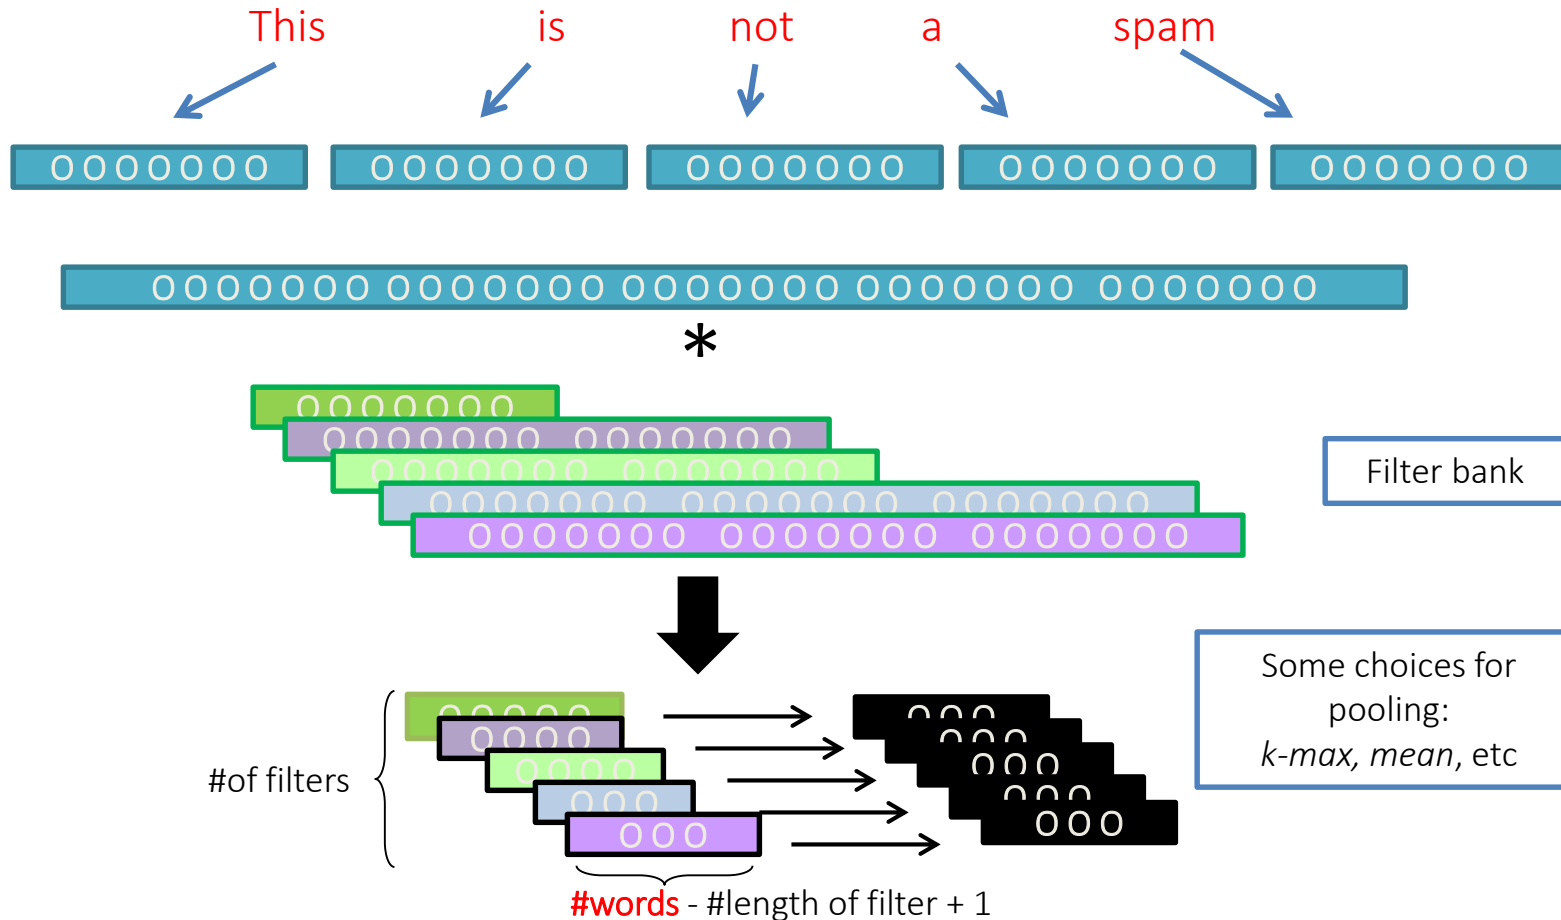 This is not a spam
O O O O O O O O O O O O O O O O O O O O O O O O O O O O O O O O O O O
O O O O O O O O O O O O O O O O O O O O O O O O O O O O O O O O O O O
*
O O O O O O O
O O O O O O O O O O O O O O
O O O O O O O O O O O O O O
O O O O O O O O O O O O O O O O O O O O O
O O O O O O O O O O O O O O O O O O O O O
Filter bank
Some choices for
pooling:
k-max, mean, etc
#of filters
O O O O O
O O O O
O O O O
O O O
O O O
O O O
O O O
O O O
O O O
O O O
#words - #length of filter + 1